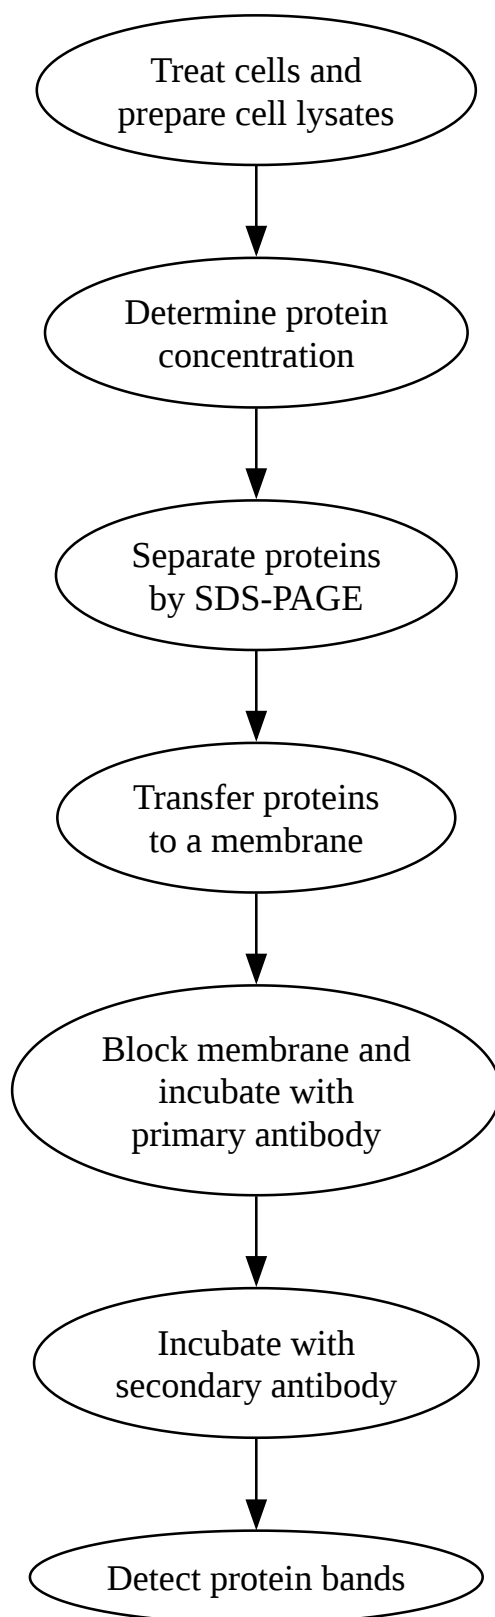 Treat cells and
prepare cell lysates
Determine protein
concentration
Separate proteins
by SDS-PAGE
Transfer proteins
to a membrane
Block membrane and
incubate with
primary antibody
Incubate with
secondary antibody
Detect protein bands